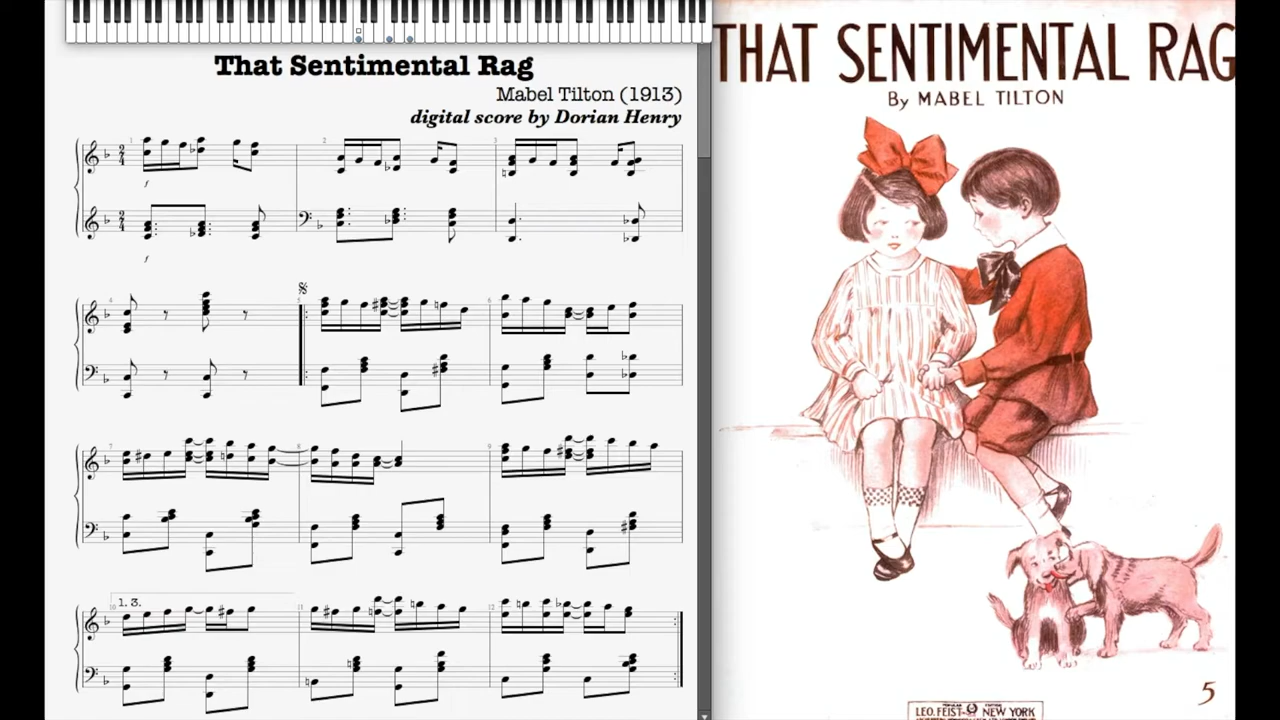 That Sentimental Rag
Mabel Tilton (1913)
digital score by Dorian Henry
1. 3.
THAT SENTIMENTAL RAG
By MABEL TILTON
5
LEO. FEIST NEW YORK